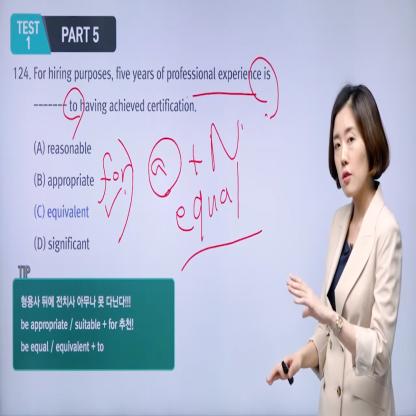 TEST
1
PART 5
124. For hiring purposes, five years of professional experience is
-------- to having achieved certification.
(A) reasonable
(B) appropriate
(C) equivalent
(D) significant
for)
a + N
equal
TIP
형용사 뒤에 전치사 아무나 못 다닌다!!!
be appropriate / suitable + for 추천!
be equal / equivalent + to